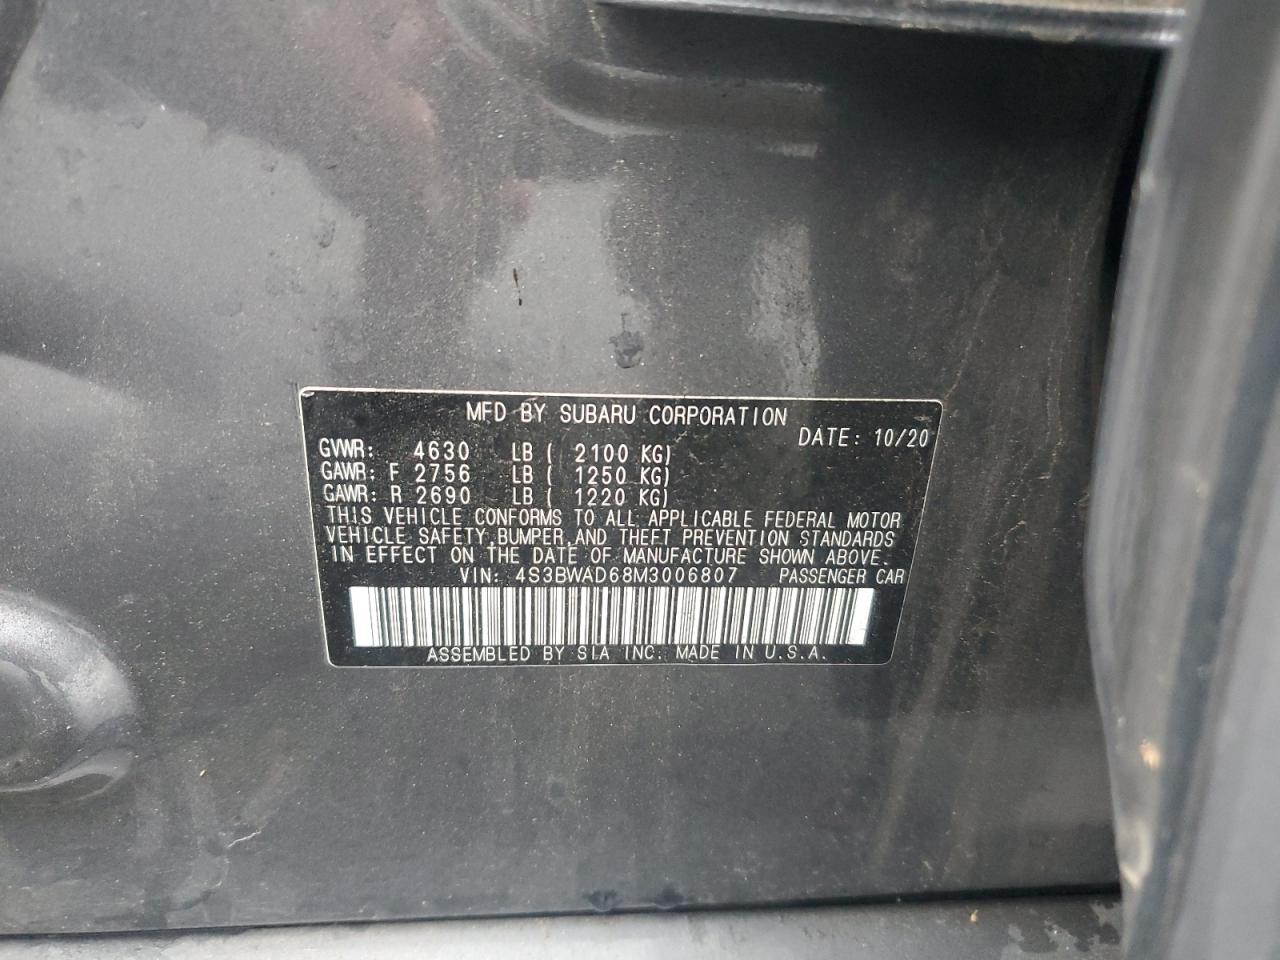 MFD BY SUBARU CORPORATION
DATE: 10/20
GVWR: 4630 LB ( 2100 KG)
GAWR: F 2756 LB ( 1250 KG)
GAWR: R 2690 LB ( 1220 KG)
THIS VEHICLE CONFORMS TO ALL APPLICABLE FEDERAL MOTOR
VEHICLE SAFETY,BUMPER,AND THEFT PREVENTION STANDARDS
IN EFFECT ON THE DATE OF MANUFACTURE SHOWN ABOVE.
VIN: 4S3BWAD68M3006807 PASSENGER CAR
ASSEMBLED BY SIA INC. MADE IN U.S.A.